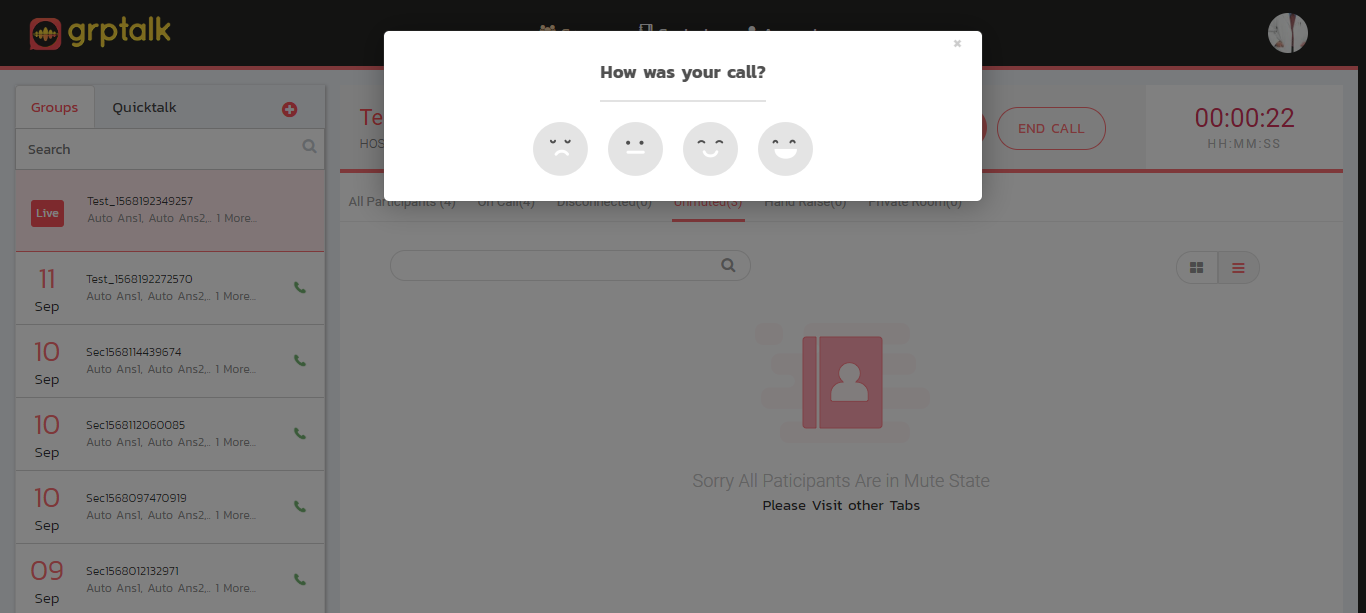 grptalk
How was your call?
×
Groups
Quicktalk
Search
Te
HOS
END CALL
00:00:22
HH:MM:SS
All Participants (4)
On Call(4)
Disconnected(0)
Unmuted(3)
Hand Raise(0)
Private Room(0)
Live
Test_1568192349257
Auto Ans1, Auto Ans2,.. 1 More...
11
Sep
Test_1568192272570
Auto Ans1, Auto Ans2,.. 1 More...
10
Sep
Sec1568114439674
Auto Ans1, Auto Ans2,.. 1 More...
10
Sep
Sec1568112060085
Auto Ans1, Auto Ans2,.. 1 More...
10
Sep
Sec1568097470919
Auto Ans1, Auto Ans2,.. 1 More...
09
Sep
Sec1568012132971
Auto Ans1, Auto Ans2,.. 1 More...
Sorry All Paticipants Are in Mute State
Please Visit other Tabs